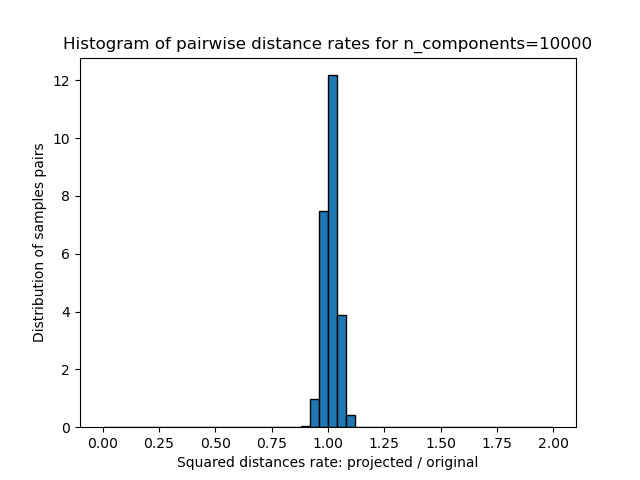 Histogram of pairwise distance rates for n_components=10000
Distribution of samples pairs
12
10
8
6
4
2
0
0.00 0.25 0.50 0.75 1.00 1.25 1.50 1.75 2.00
Squared distances rate: projected / original